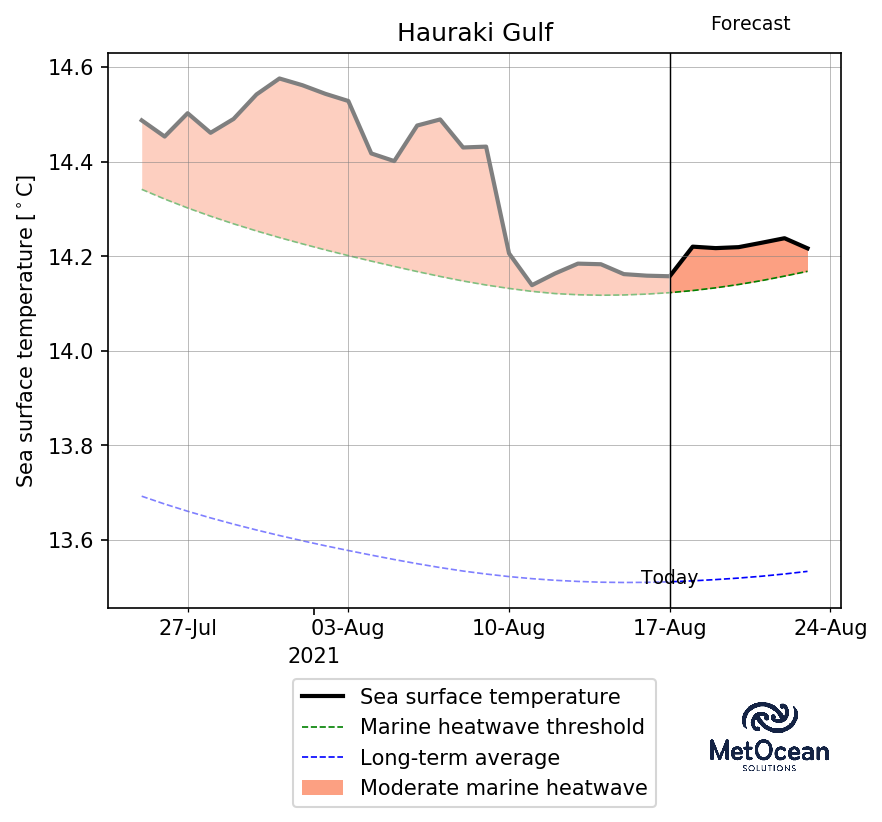 Forecast
Hauraki Gulf
Sea surface temperature [°C]
14.6
14.4
14.2
14.0
13.8
13.6
Today
27-Jul 03-Aug 10-Aug 17-Aug 24-Aug
2021
Sea surface temperature
Marine heatwave threshold
Long-term average
Moderate marine heatwave
MetOcean
SOLUTIONS